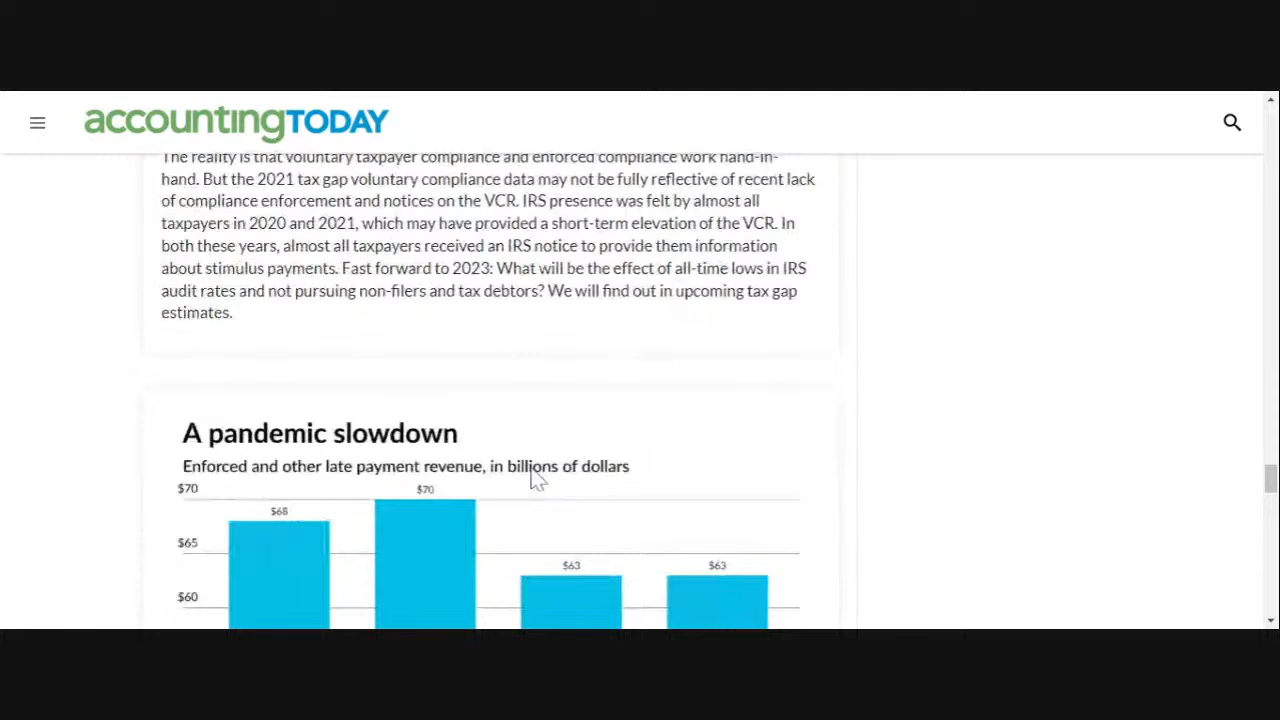 accountingTODAY
The reality is that voluntary taxpayer compliance and enforced compliance work hand-in-
hand. But the 2021 tax gap voluntary compliance data may not be fully reflective of recent lack
of compliance enforcement and notices on the VCR. IRS presence was felt by almost all
taxpayers in 2020 and 2021, which may have provided a short-term elevation of the VCR. In
both these years, almost all taxpayers received an IRS notice to provide them information
about stimulus payments. Fast forward to 2023: What will be the effect of all-time lows in IRS
audit rates and not pursuing non-filers and tax debtors? We will find out in upcoming tax gap
estimates.
A pandemic slowdown
Enforced and other late payment revenue, in billions of dollars
$70
$70
$68
$65
$63
$63
$60